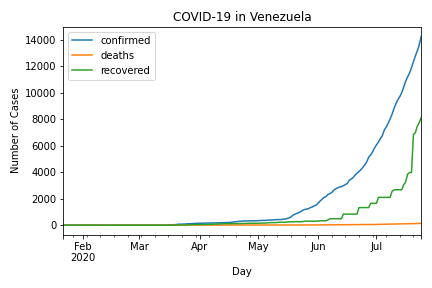 COVID-19 in Venezuela
confirmed
deaths
recovered
Number of Cases
14000
12000
10000
8000
6000
4000
2000
0
Feb Mar Apr May Jun Jul
2020
Day